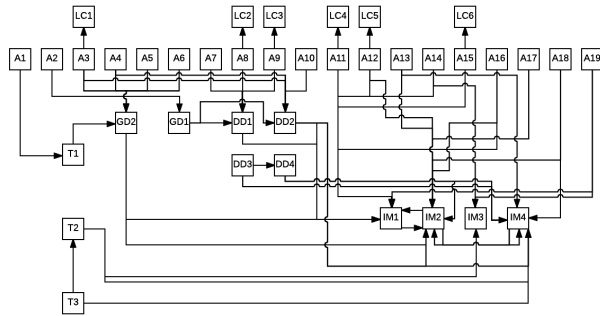 LC1 LC2 LC3 LC4 LC5 LC6
A1 A2 A3 A4 A5 A6 A7 A8 A9 A10 A11 A12 A13 A14 A15 A16 A17 A18 A19
GD2 GD1 DD1 DD2
T1 DD3 DD4
IM1 IM2 IM3 IM4
T2
T3